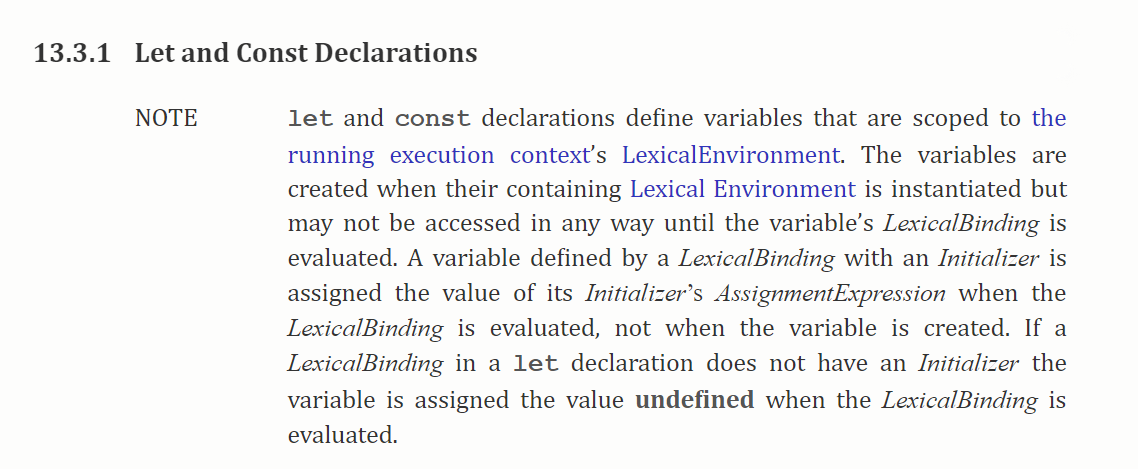 13.3.1 Let and Const Declarations
NOTE let and const declarations define variables that are scoped to the
running execution context's LexicalEnvironment. The variables are
created when their containing Lexical Environment is instantiated but
may not be accessed in any way until the variable's LexicalBinding is
evaluated. A variable defined by a LexicalBinding with an Initializer is
assigned the value of its Initializer's AssignmentExpression when the
LexicalBinding is evaluated, not when the variable is created. If a
LexicalBinding in a let declaration does not have an Initializer the
variable is assigned the value undefined when the LexicalBinding is
evaluated.